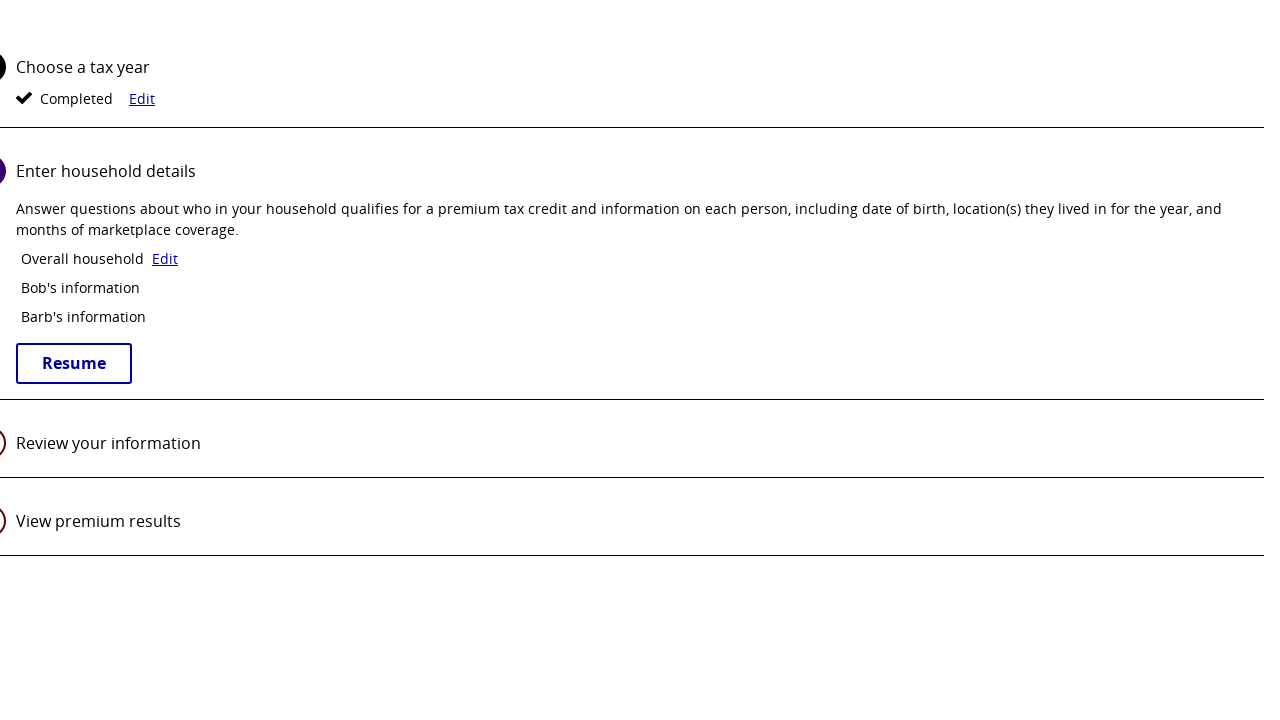 Choose a tax year
Completed Edit
Enter household details
Answer questions about who in your household qualifies for a premium tax credit and information on each person, including date of birth, location(s) they lived in for the year, and
months of marketplace coverage.
Overall household Edit
Bob's information
Barb's information
Resume
Review your information
View premium results